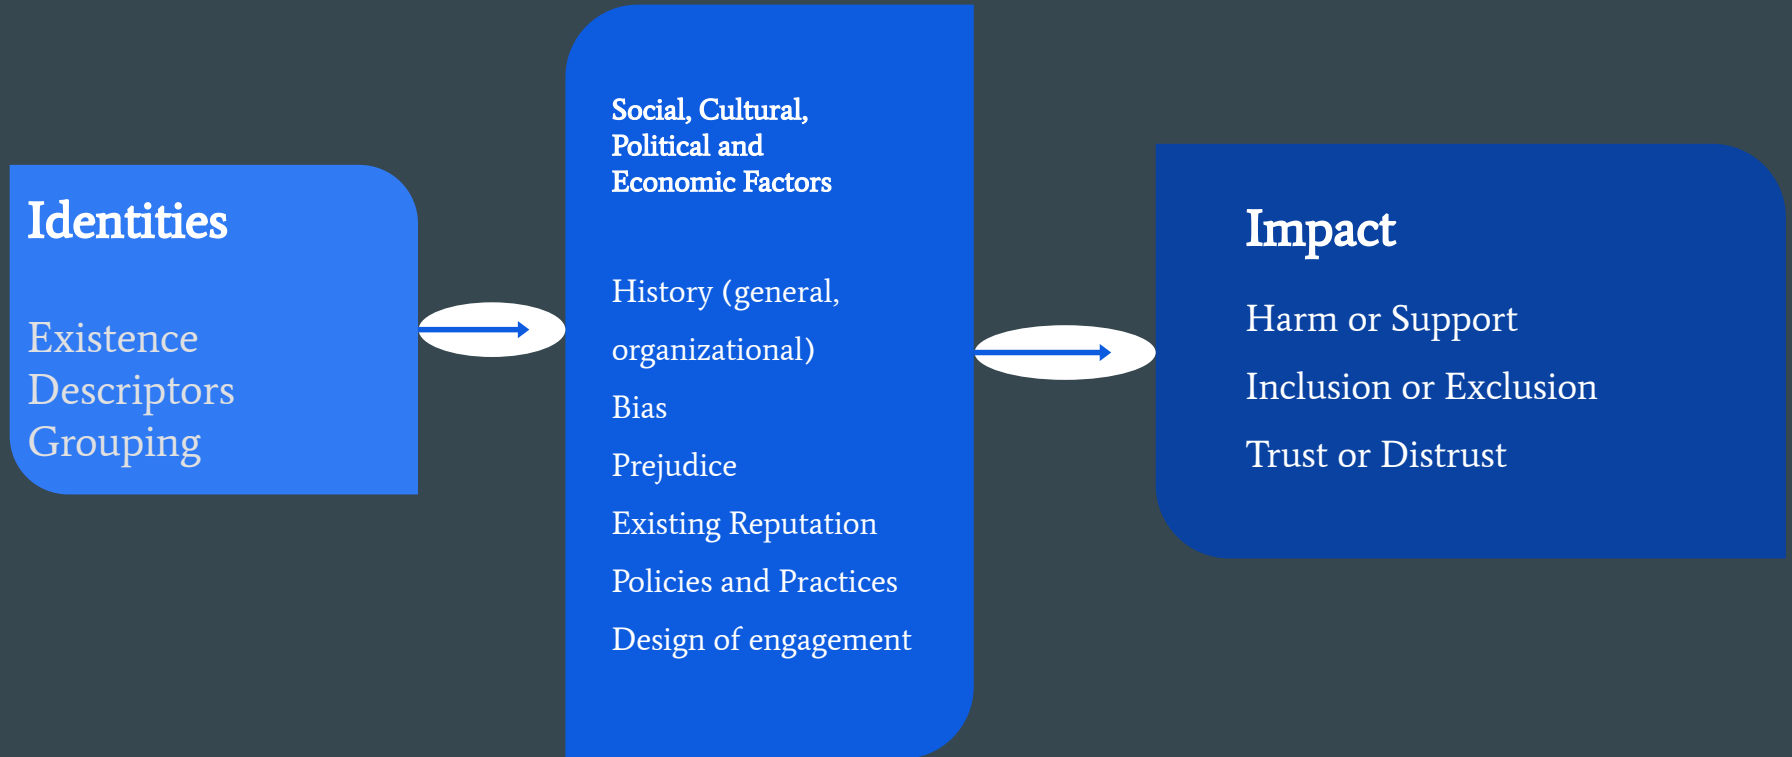 Identities
Existence
Descriptors
Grouping
Social, Cultural,
Political and
Economic Factors
History (general,
organizational)
Bias
Prejudice
Existing Reputation
Policies and Practices
Design of engagement
Impact
Harm or Support
Inclusion or Exclusion
Trust or Distrust